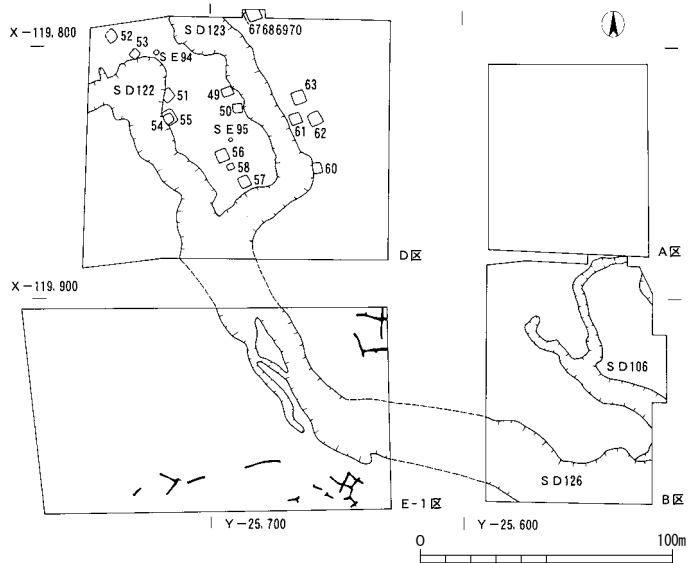 X－119.800
52
53
SD123
67686970
SE94
SD122
51
49
50
63
54
55
61
62
SE95
56
58
57
60
D区
A区
X－119.900
SD106
SD126
E-1区
B区
Y－25.700
Y－25.600
0
100m